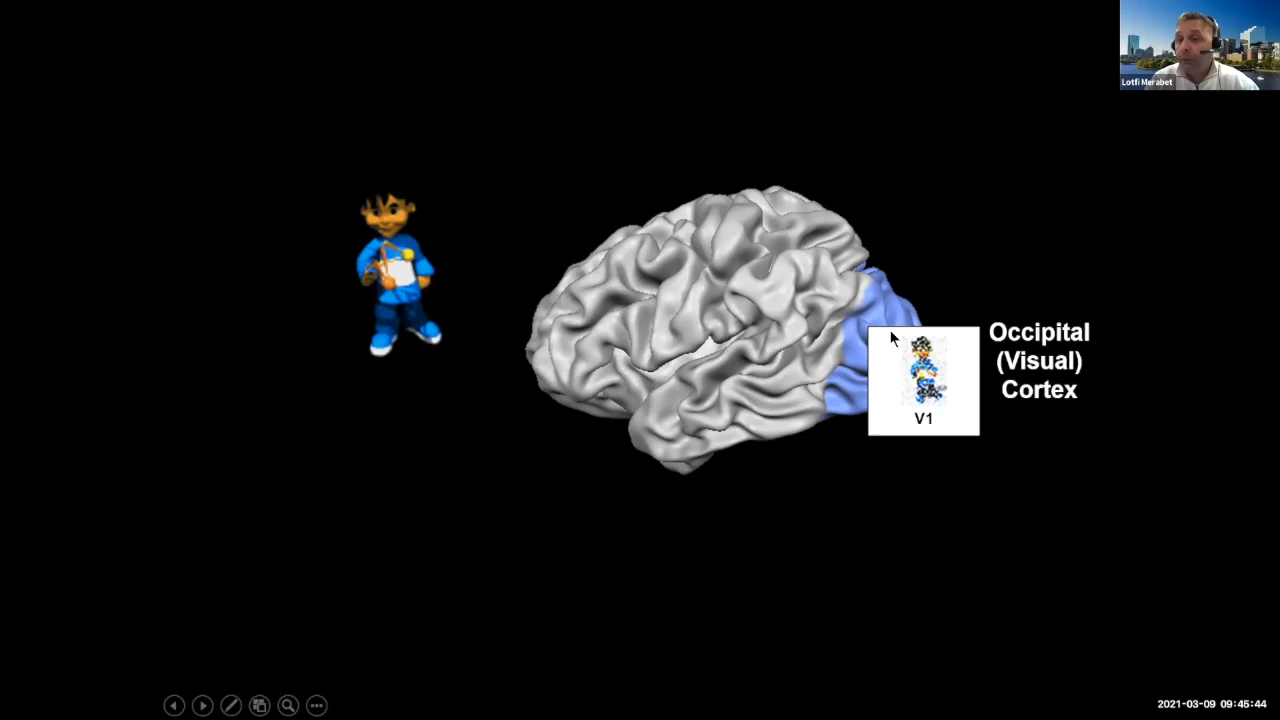 Lotfi Merabet
Occipital
(Visual)
Cortex
V1
2021-03-09 09:45:44